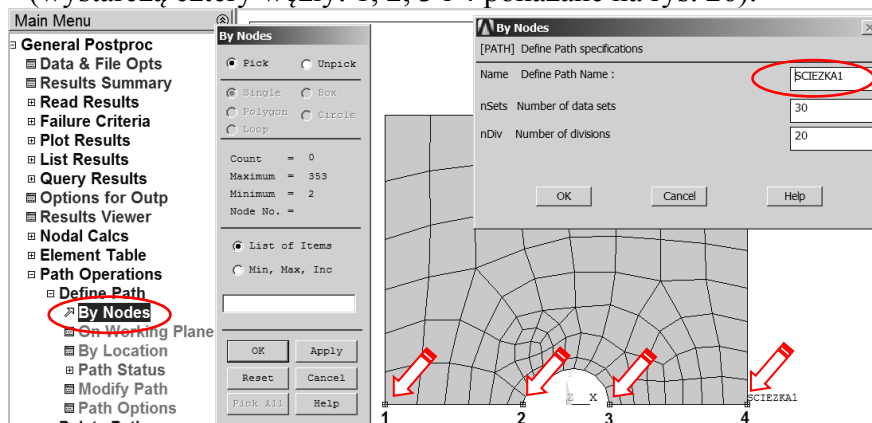 (wystarczą cztery węzły: 1, 2, 3 i 4 pokazane na rys. 26).
Main Menu
General Postproc
Data & File Opts
Results Summary
Read Results
Failure Criteria
Plot Results
List Results
Query Results
Options for Outp
Results Viewer
Nodal Calcs
Element Table
Path Operations
Define Path
By Nodes
On Working Plane
By Location
Path Status
Modify Path
Path Options
By Nodes
Pick Unpick
Single Box
Polygon Circle
Loop
Count = 0
Maximum = 353
Minimum = 2
Node No. =
List of Items
Min, Max, Inc
OK Apply
Reset Cancel
Pick All Help
By Nodes
[PATH] Define Path specifications
Name Define Path Name : SCIEZKA1
nSets Number of data sets 30
nDiv Number of divisions 20
OK Cancel Help
Z X
SCIEZKA1
1 2 3 4